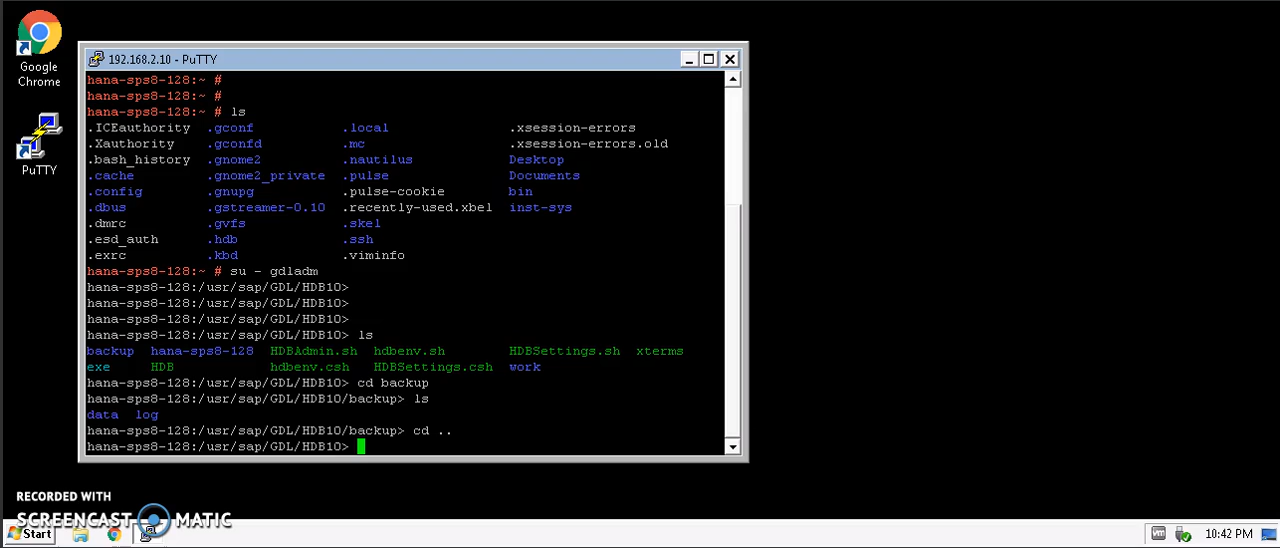 Google
Chrome
PuTTY
192.168.2.10 - PuTTY
hana-sps8-128:~ #
hana-sps8-128:~ #
hana-sps8-128:~ # ls
.ICEauthority .gconf .local .xsession-errors
.Xauthority .gconfd .mc .xsession-errors.old
.bash_history .gnome2 .nautilus Desktop
.cache .gnome2_private .pulse Documents
.config .gnupg .pulse-cookie bin
.dbus .gstreamer-0.10 .recently-used.xbel inst-sys
.dmrc .gvfs .skel
.esd_auth .hdb .ssh
.exrc .kbd .viminfo
hana-sps8-128:~ # su - gdladm
hana-sps8-128:/usr/sap/GDL/HDB10>
hana-sps8-128:/usr/sap/GDL/HDB10>
hana-sps8-128:/usr/sap/GDL/HDB10>
hana-sps8-128:/usr/sap/GDL/HDB10> ls
backup hana-sps8-128 HDBAdmin.sh hdbenv.sh HDBSettings.sh xterms
exe HDB hdbenv.csh HDBSettings.csh work
hana-sps8-128:/usr/sap/GDL/HDB10> cd backup
hana-sps8-128:/usr/sap/GDL/HDB10/backup> ls
data log
hana-sps8-128:/usr/sap/GDL/HDB10/backup> cd ..
hana-sps8-128:/usr/sap/GDL/HDB10>
RECORDED WITH
SCREENCAST MATIC
Start
vm
10:42 PM